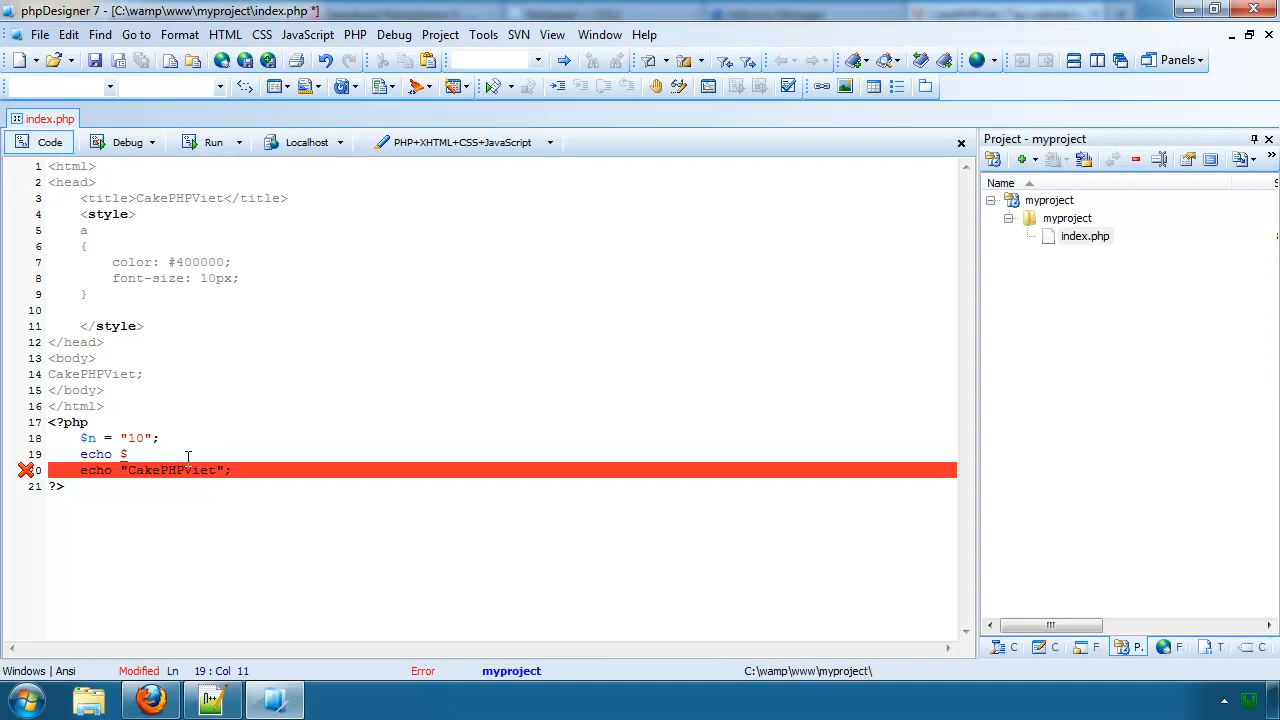 phpDesigner 7 - [C:\wamp\www\myproject\index.php *]
File Edit Find Go to Format HTML CSS JavaScript PHP Debug Project Tools SVN View Window Help
Panels
index.php
Code Debug Run Localhost PHP+XHTML+CSS+JavaScript
1 <html>
2 <head>
3 <title>CakePHPViet</title>
4 <style>
5 a
6 {
7 color: #400000;
8 font-size: 10px;
9 }
10
11 </style>
12 </head>
13 <body>
14 CakePHPViet;
15 </body>
16 </html>
17 <?php
18 $n = "10";
19 echo $
echo "CakePHPViet";
21 ?>
Project - myproject
Name S
myproject
myproject
index.php
C C F P. F T C
Windows | Ansi Modified Ln 19 : Col 11 Error myproject C:\wamp\www\myproject\